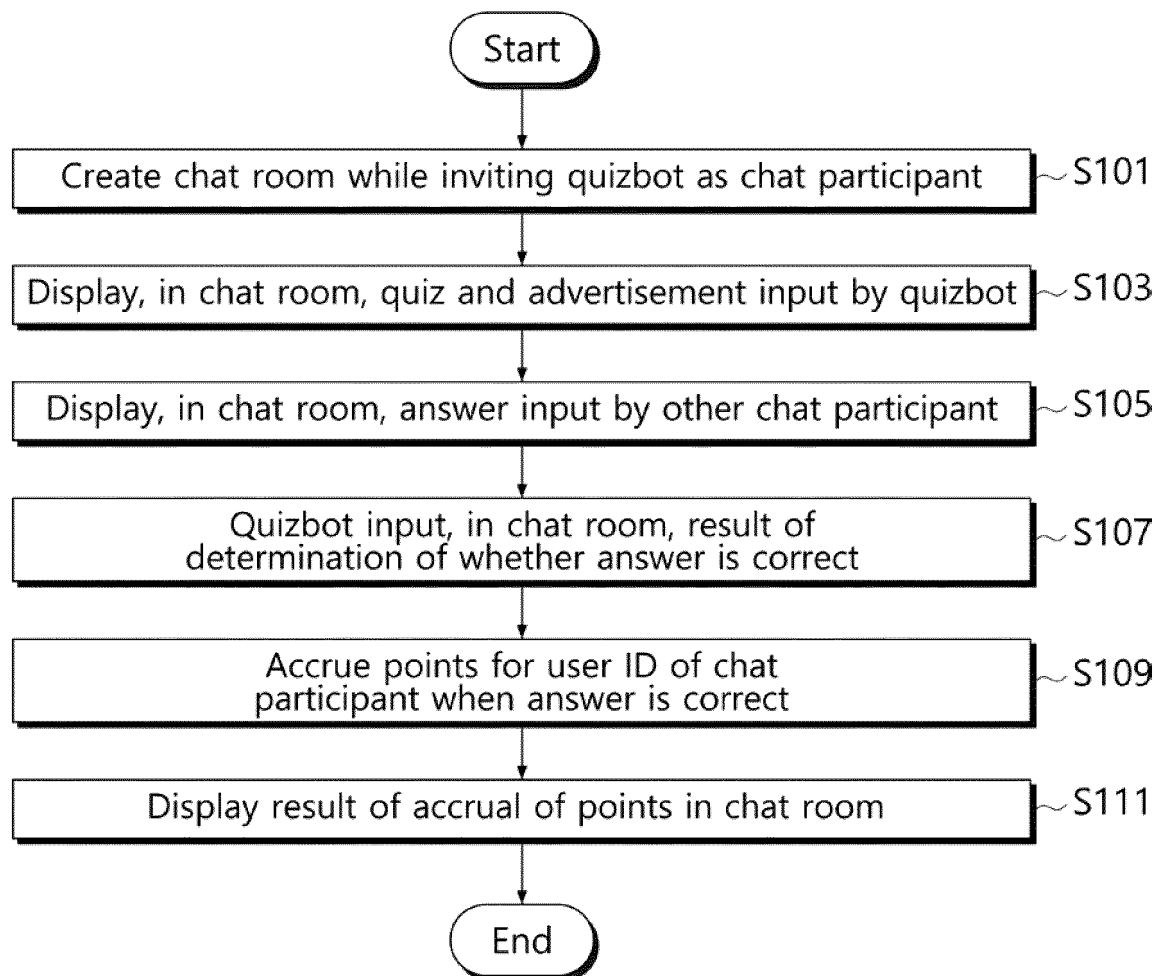 Start
Create chat room while inviting quizbot as chat participant
S101
Display, in chat room, quiz and advertisement input by quizbot
S103
Display, in chat room, answer input by other chat participant
S105
Quizbot input, in chat room, result of
determination of whether answer is correct
S107
Accrue points for user ID of chat
participant when answer is correct
S109
Display result of accrual of points in chat room
S111
End